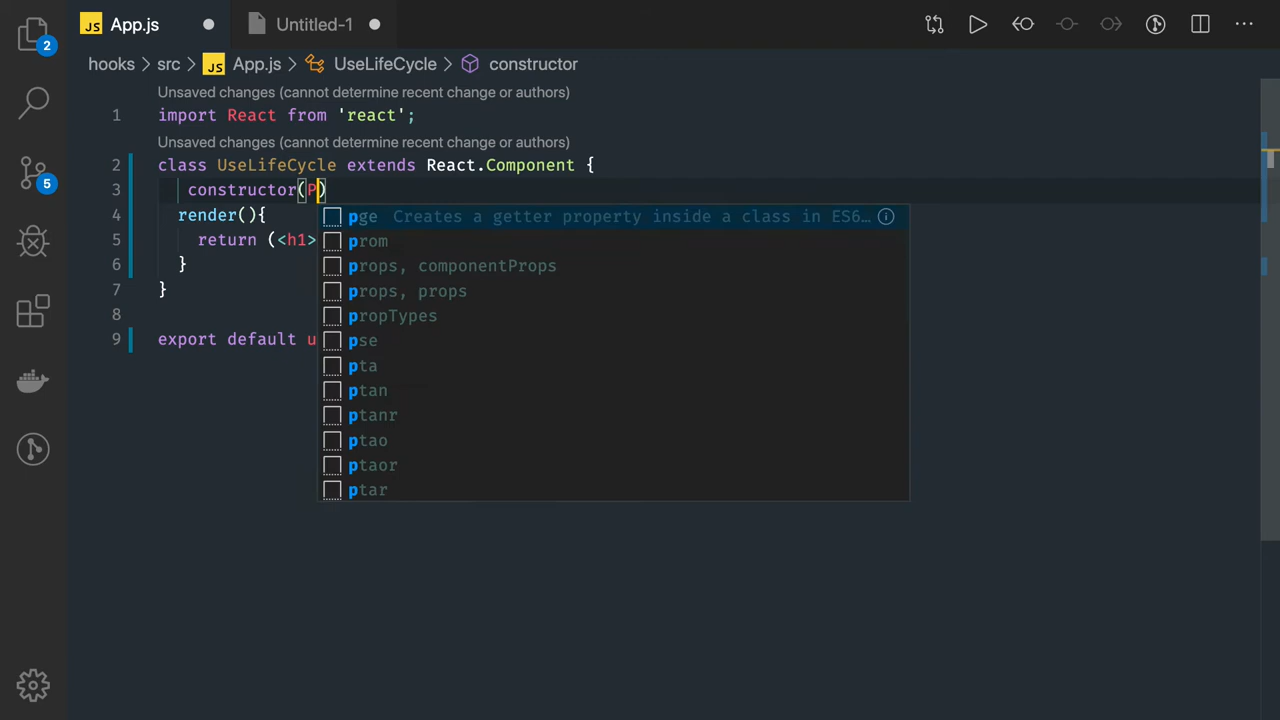 JS App.js
Untitled-1
2
hooks > src > JS App.js > UseLifeCycle > constructor
Unsaved changes (cannot determine recent change or authors)
1 import React from 'react';
Unsaved changes (cannot determine recent change or authors)
2 class UseLifeCycle extends React.Component {
5
3 constructor(P)
4 render(){
pge Creates a getter property inside a class in ES6…
5 return (<h1>
prom
6 }
props, componentProps
7 }
props, props
8
propTypes
9 export default u
pse
pta
ptan
ptanr
ptao
ptaor
ptar